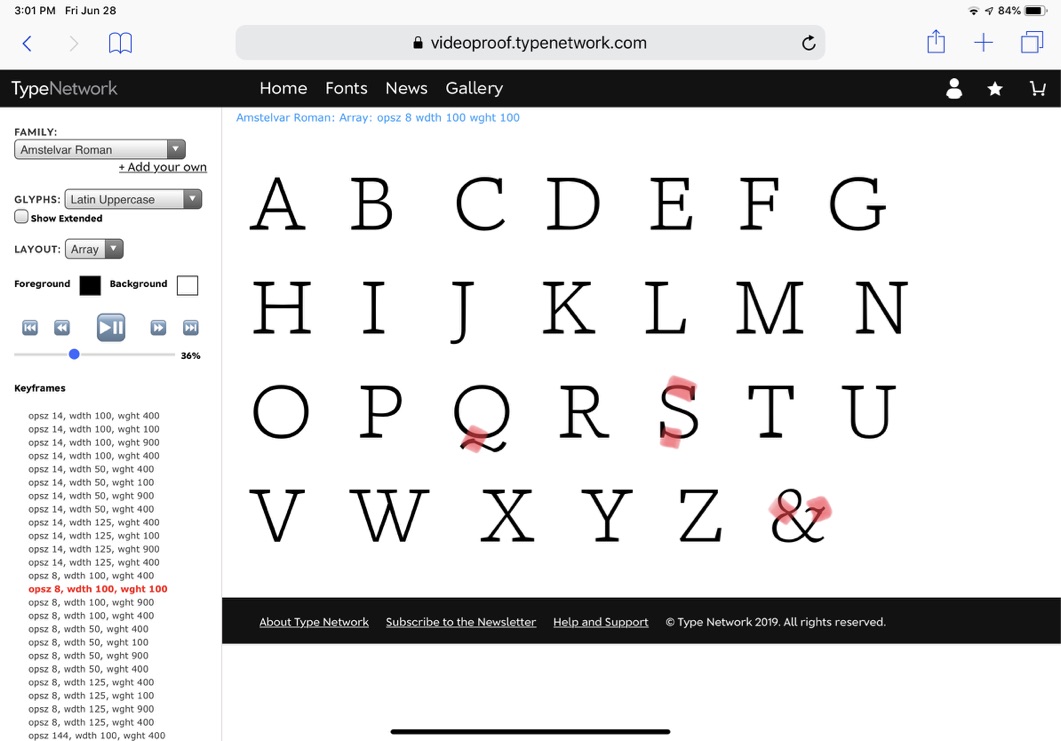 3:01 PM Fri Jun 28 84%
videoproof.typenetwork.com
TypeNetwork Home Fonts News Gallery
Amstelvar Roman: Array: opsz 8 wdth 100 wght 100
FAMILY:
Amstelvar Roman
+ Add your own
GLYPHS: Latin Uppercase
Show Extended
LAYOUT: Array
Foreground Background
36%
Keyframes
opsz 14, wdth 100, wght 400
opsz 14, wdth 100, wght 100
opsz 14, wdth 100, wght 900
opsz 14, wdth 100, wght 400
opsz 14, wdth 50, wght 400
opsz 14, wdth 50, wght 100
opsz 14, wdth 50, wght 900
opsz 14, wdth 50, wght 400
opsz 14, wdth 125, wght 400
opsz 14, wdth 125, wght 100
opsz 14, wdth 125, wght 900
opsz 14, wdth 125, wght 400
opsz 8, wdth 100, wght 400
opsz 8, wdth 100, wght 100
opsz 8, wdth 100, wght 900
opsz 8, wdth 100, wght 400
opsz 8, wdth 50, wght 400
opsz 8, wdth 50, wght 100
opsz 8, wdth 50, wght 900
opsz 8, wdth 50, wght 400
opsz 8, wdth 125, wght 400
opsz 8, wdth 125, wght 100
opsz 8, wdth 125, wght 900
opsz 8, wdth 125, wght 400
opsz 144, wdth 100, wght 400
A B C D E F G
H I J K L M N
O P Q R S T U
V W X Y Z &
About Type Network Subscribe to the Newsletter Help and Support © Type Network 2019. All rights reserved.